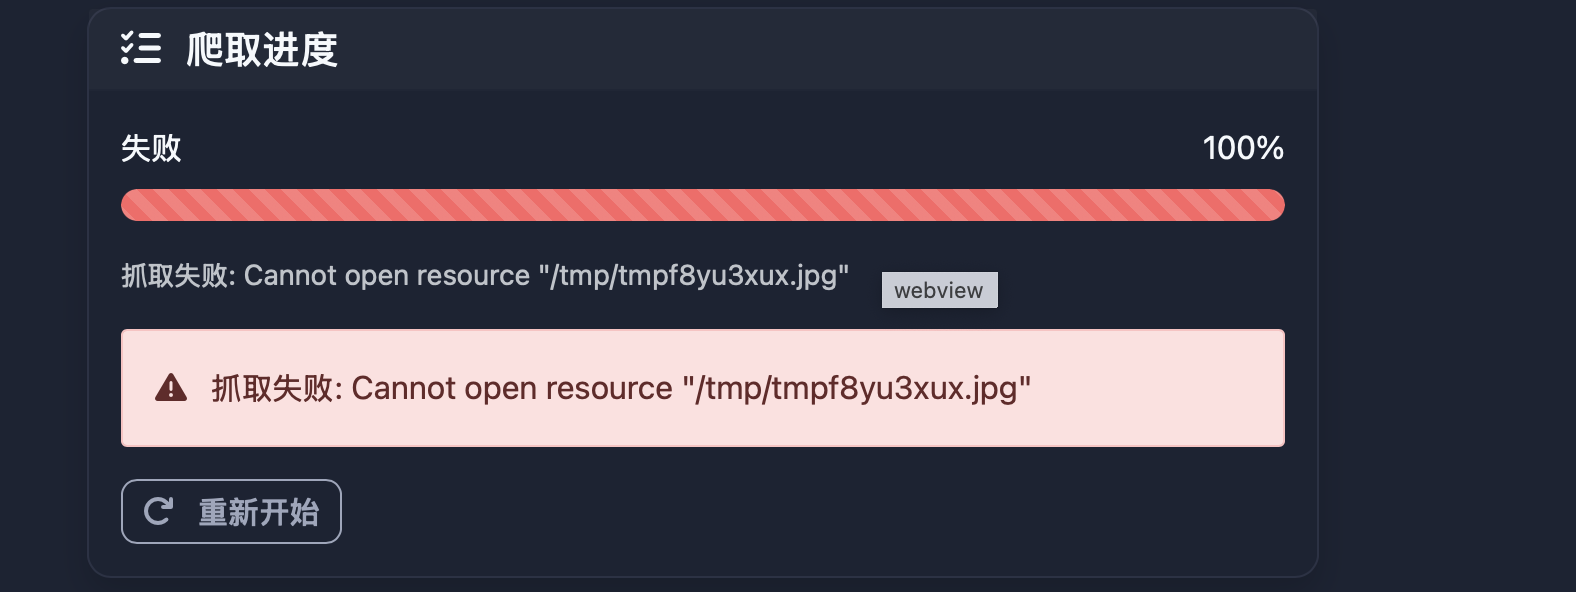 爬取进度
失败 100%
抓取失败: Cannot open resource "/tmp/tmpf8yu3xux.jpg"
webview
抓取失败: Cannot open resource "/tmp/tmpf8yu3xux.jpg"
重新开始